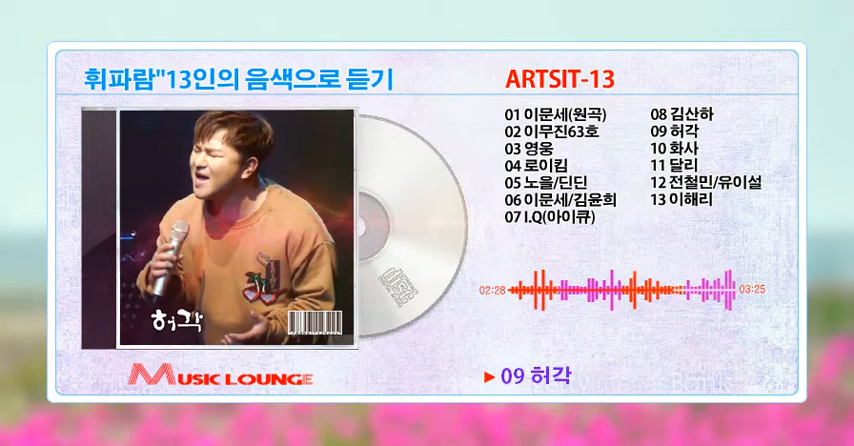 휘파람"13인의 음색으로 듣기
ARTSIT-13
01 이문세(원곡)
02 이무진63호
03 영웅
04 로이킴
05 노을/딘딘
06 이문세/김윤희
07 I.Q(아이큐)
08 김산하
09 허각
10 화사
11 달리
12 전철민/유이설
13 이해리
허각
02:28
03:25
MUSIC LOUNGE
▶ 09 허각